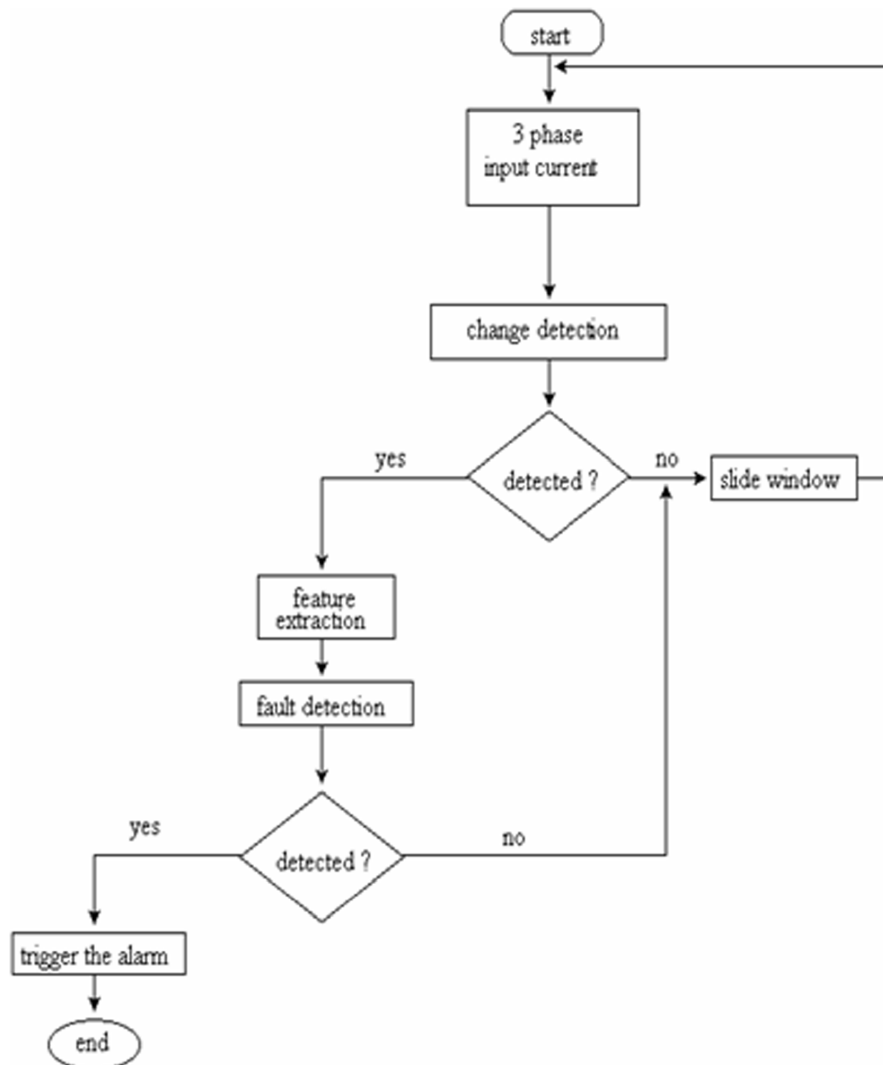 start
3 phase
input current
change detection
yes
detected ?
no
slide window
feature
extraction
fault detection
yes
detected ?
no
trigger the alarm
end